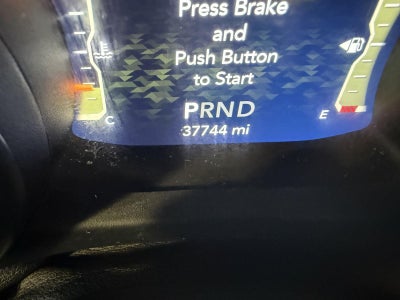 Press Brake
and
Push Button
to Start
PRND
37744 mi
C
E